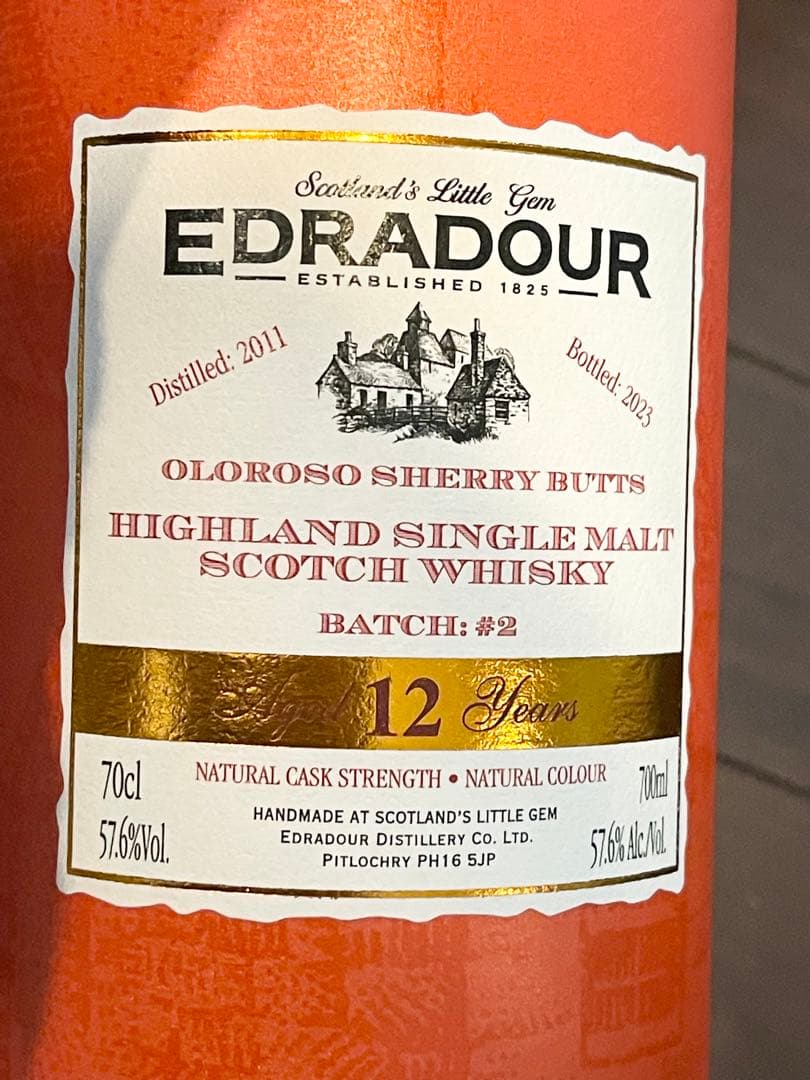 Scotland's Little Gem
EDRADOUR
ESTABLISHED 1825
Distilled: 2011
Bottled: 2023
OLOROSO SHERRY BUTTS
HIGHLAND SINGLE MALT
SCOTCH WHISKY
BATCH: #2
Aged 12 Years
70cl
NATURAL CASK STRENGTH • NATURAL COLOUR
700ml
57.6%Vol.
HANDMADE AT SCOTLAND'S LITTLE GEM
EDRADOUR DISTILLERY CO. LTD.
PITLOCHRY PH16 5JP
57.6% Alc./Vol.